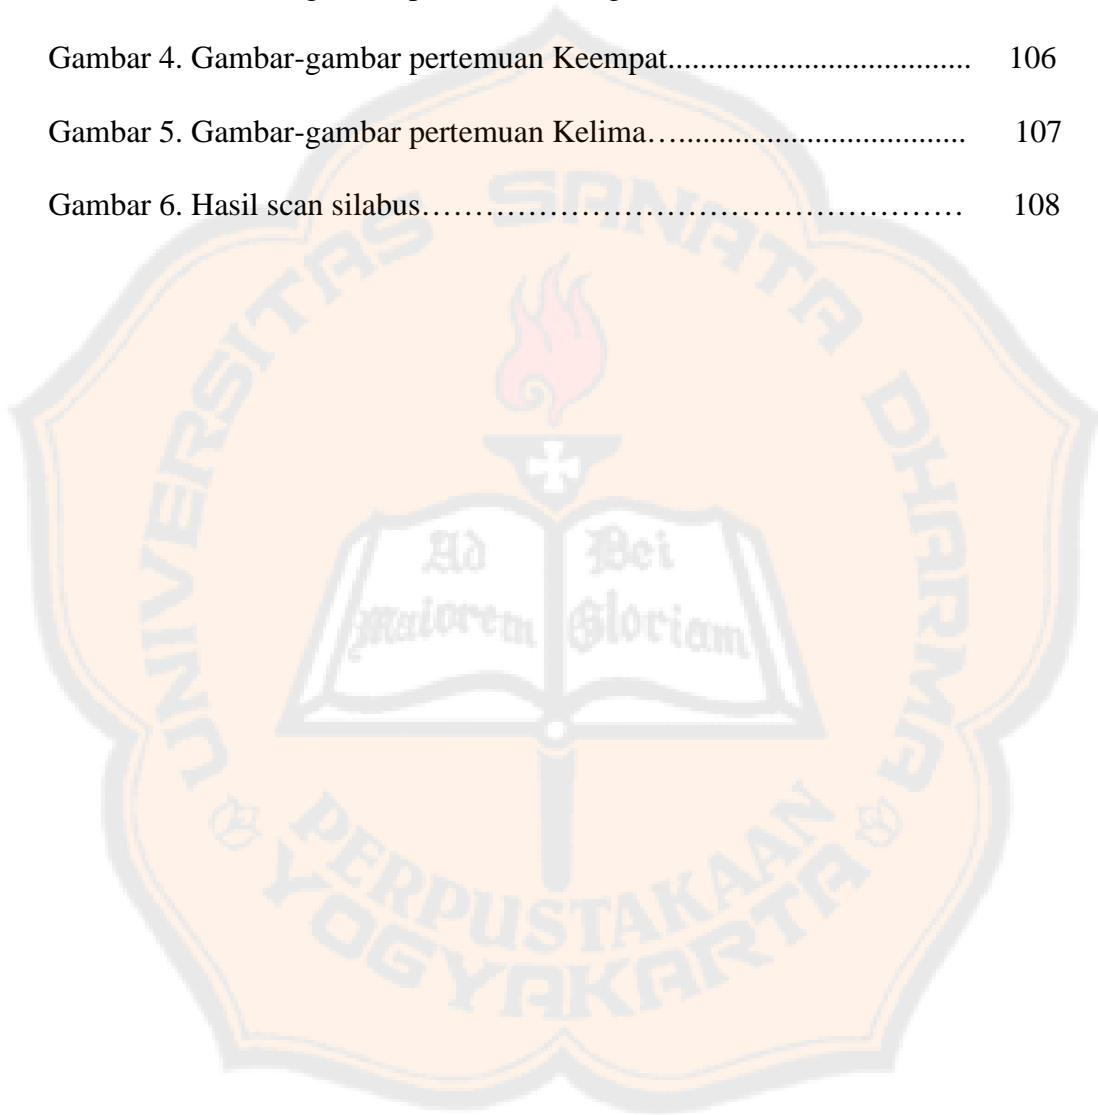 Gambar 4. Gambar-gambar pertemuan Keempat..................................... 106
Gambar 5. Gambar-gambar pertemuan Kelima…................................... 107
Gambar 6. Hasil scan silabus…………………………………………… 108
UNIVERSITAS SANATA DHARMA
Ad Dei
maiorem Gloriam
PERPUSTAKAAN
YOGYAKARTA